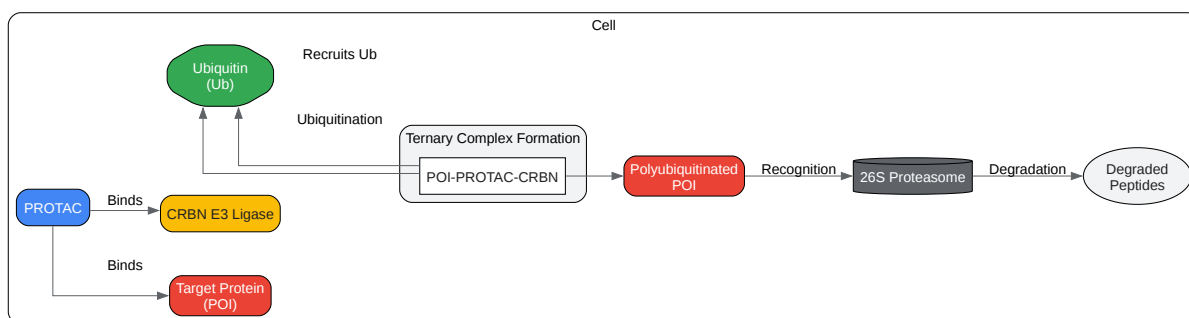 Cell
Recruits Ub
Ubiquitin
(Ub)
Ubiquitination
Ternary Complex Formation
POI-PROTAC-CRBN
Polyubiquitinated
POI
Recognition
26S Proteasome
Degradation
Degraded
Peptides
PROTAC
Binds
CRBN E3 Ligase
Binds
Target Protein
(POI)